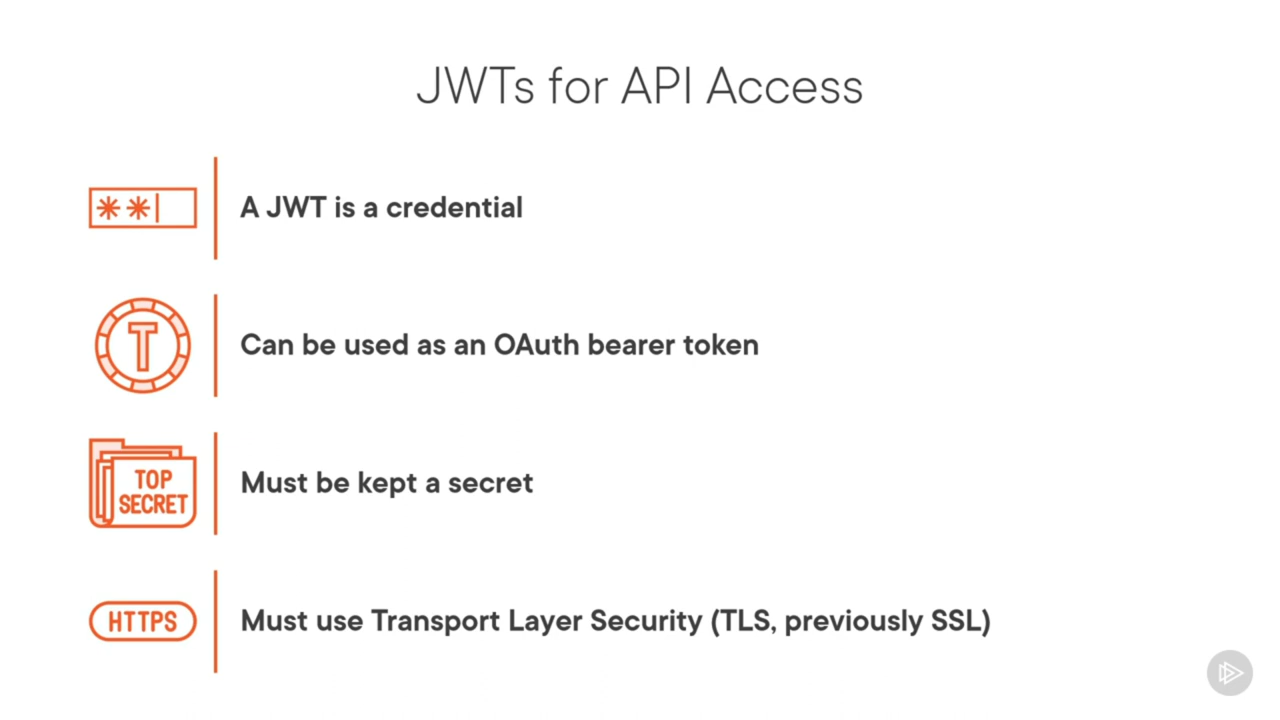 JWTs for API Access
A JWT is a credential
T
Can be used as an OAuth bearer token
TOP
SECRET
Must be kept a secret
HTTPS
Must use Transport Layer Security (TLS, previously SSL)